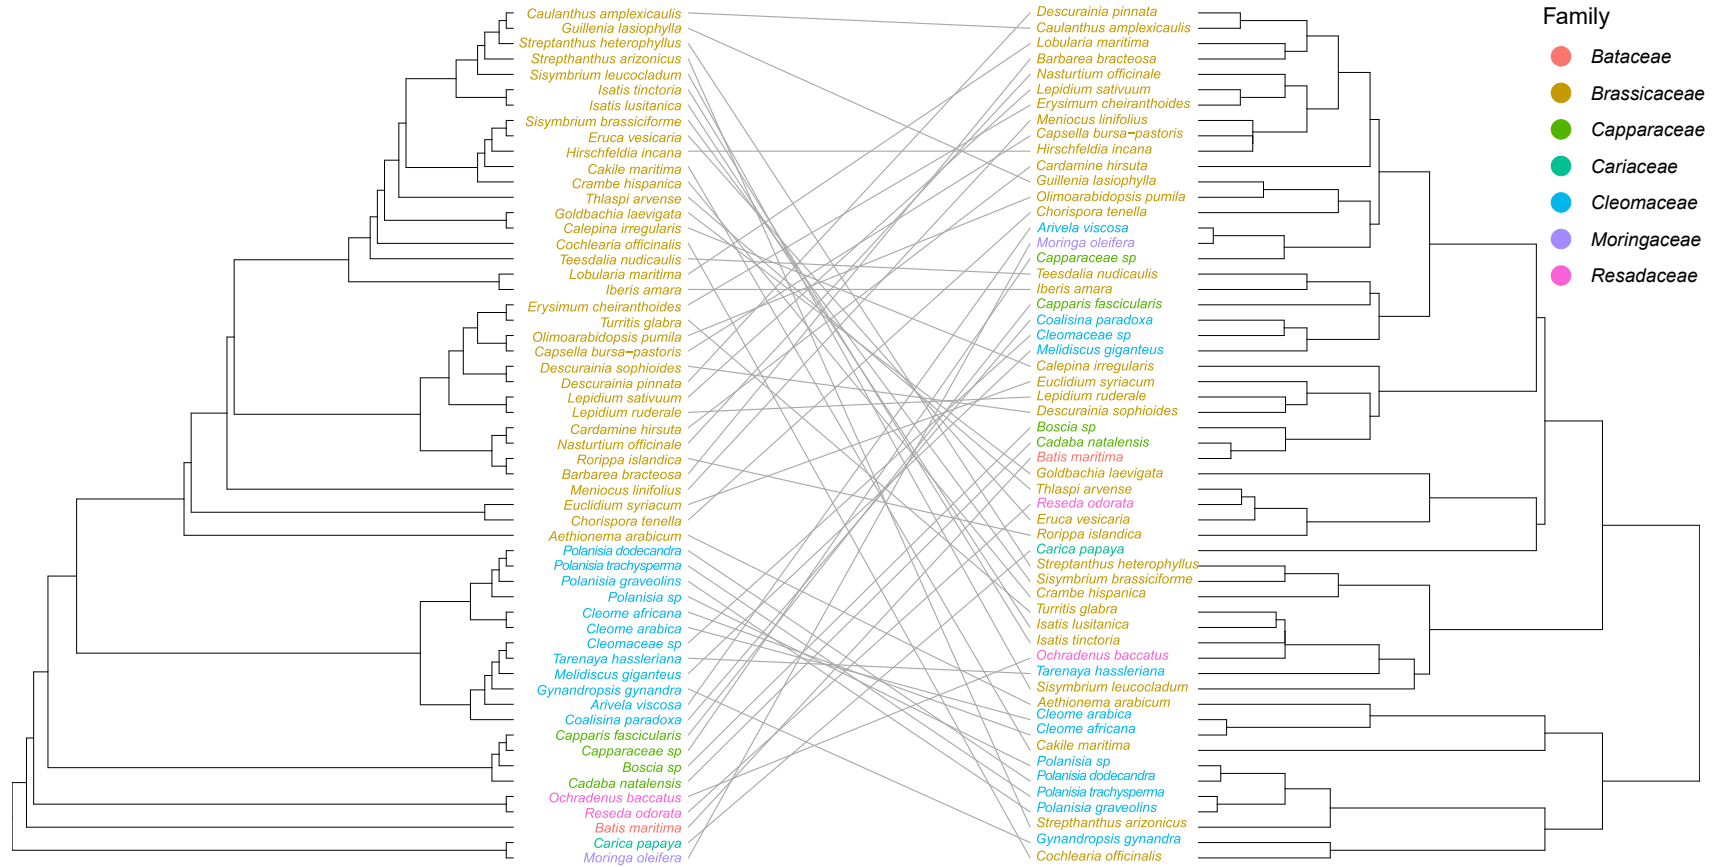 Caulanthus amplexicaulis
Guillenia lasiophylla
Streptanthus heterophyllus
Strepthanthus arizonicus
Sisymbrium leucocladum
Isatis tinctoria
Isatis lusitanica
Sisymbrium brassiciforme
Eruca vesicaria
Hirschfeldia incana
Cakile maritima
Crambe hispanica
Thlaspi arvense
Goldbachia laevigata
Calepina irregularis
Cochlearia officinalis
Teesdalia nudicaulis
Lobularia maritima
Iberis amara
Erysimum cheiranthoides
Turritis glabra
Olimoarabidopsis pumila
Capsella bursa−pastoris
Descurainia sophioides
Descurainia pinnata
Lepidium sativuum
Lepidium ruderale
Cardamine hirsuta
Nasturtium officinale
Rorippa islandica
Barbarea bracteosa
Meniocus linifolius
Euclidium syriacum
Chorispora tenella
Aethionema arabicum
Polanisia dodecandra
Polanisia trachysperma
Polanisia graveolins
Polanisia sp
Cleome africana
Cleome arabica
Cleomaceae sp
Tarenaya hassleriana
Melidiscus giganteus
Gynandropsis gynandra
Arivela viscosa
Coalisina paradoxa
Capparis fascicularis
Capparaceae sp
Boscia sp
Cadaba natalensis
Ochradenus baccatus
Reseda odorata
Batis maritima
Carica papaya
Moringa oleifera
Descurainia pinnata
Caulanthus amplexicaulis
Lobularia maritima
Barbarea bracteosa
Nasturtium officinale
Lepidium sativuum
Erysimum cheiranthoides
Meniocus linifolius
Capsella bursa−pastoris
Hirschfeldia incana
Cardamine hirsuta
Guillenia lasiophylla
Olimoarabidopsis pumila
Chorispora tenella
Arivela viscosa
Moringa oleifera
Capparaceae sp
Teesdalia nudicaulis
Iberis amara
Capparis fascicularis
Coalisina paradoxa
Cleomaceae sp
Melidiscus giganteus
Calepina irregularis
Euclidium syriacum
Lepidium ruderale
Descurainia sophioides
Boscia sp
Cadaba natalensis
Batis maritima
Goldbachia laevigata
Thlaspi arvense
Reseda odorata
Eruca vesicaria
Rorippa islandica
Carica papaya
Streptanthus heterophyllus
Sisymbrium brassiciforme
Crambe hispanica
Turritis glabra
Isatis lusitanica
Isatis tinctoria
Ochradenus baccatus
Tarenaya hassleriana
Sisymbrium leucocladum
Aethionema arabicum
Cleome arabica
Cleome africana
Cakile maritima
Polanisia sp
Polanisia dodecandra
Polanisia trachysperma
Polanisia graveolins
Strepthanthus arizonicus
Gynandropsis gynandra
Cochlearia officinalis
Family
Bataceae
Brassicaceae
Capparaceae
Cariaceae
Cleomaceae
Moringaceae
Resadaceae